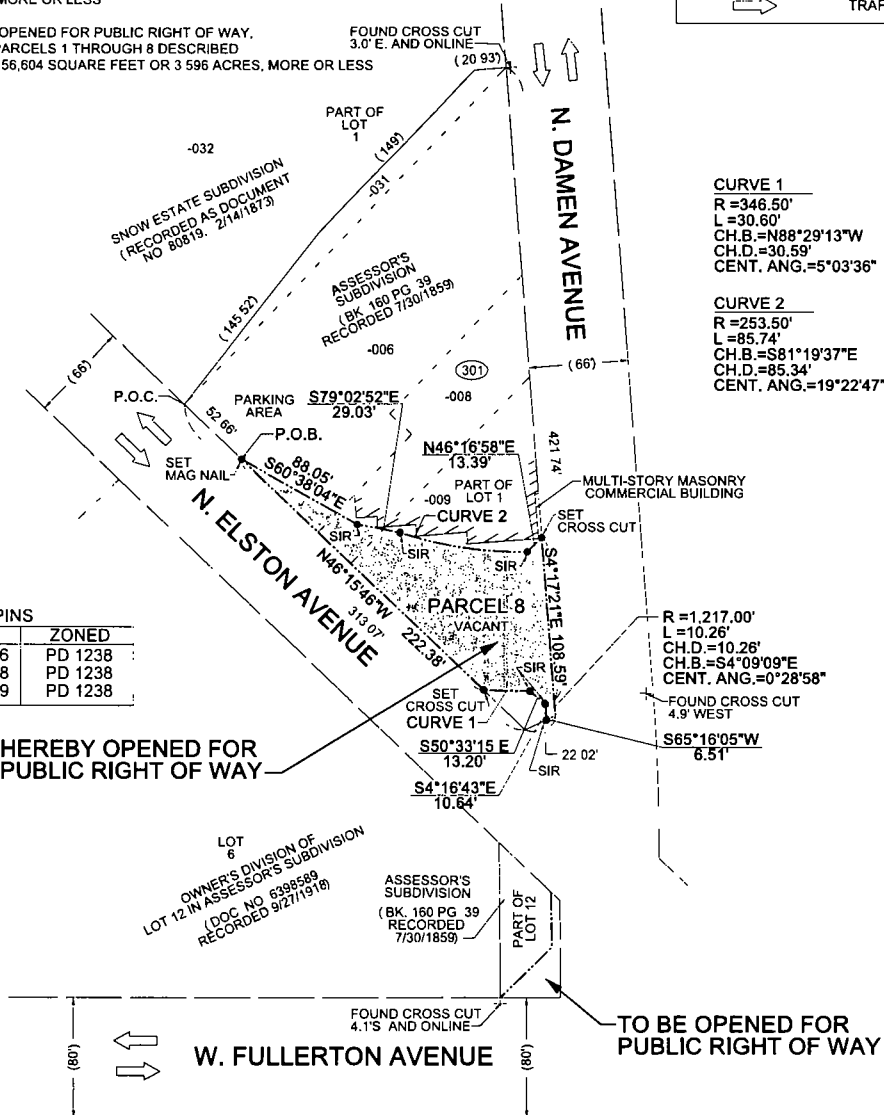 MORE OR LESS
OPENED FOR PUBLIC RIGHT OF WAY,
PARCELS 1 THROUGH 8 DESCRIBED
56,604 SQUARE FEET OR 3 596 ACRES, MORE OR LESS
FOUND CROSS CUT
3.0' E. AND ONLINE
(20 93')
TRAF
PART OF
LOT
1
-032
(149')
-031
SNOW ESTATE SUBDIVISION
(RECORDED AS DOCUMENT
NO 80819. 2/14/1873)
N. DAMEN AVENUE
CURVE 1
R =346.50'
L =30.60'
CH.B.=N88°29'13"W
CH.D.=30.59'
CENT. ANG.=5°03'36"
CURVE 2
R =253.50'
L =85.74'
CH.B.=S81°19'37"E
CH.D.=85.34'
CENT. ANG.=19°22'47"
ASSESSOR'S
SUBDIVISION
(BK 160 PG 39
RECORDED 7/30/1859)
(145 52')
-006
301
-008
(66')
(66')
P.O.C.
52 66'
PARKING
AREA
S79°02'52"E
29.03'
P.O.B.
N46°16'58"E
13.39'
421 74'
SET
MAG NAIL
88.05'
S60°38'04"E
PART OF
LOT 1
-009
CURVE 2
MULTI-STORY MASONRY
COMMERCIAL BUILDING
SET
CROSS CUT
SIR
SIR
SIR
N. ELSTON AVENUE
N46°15'46"W
222.38'
313 07'
PARCEL 8
VACANT
S4°17'21"E 108.59'
R =1,217.00'
L =10.26'
CH.D.=10.26'
CH.B.=S4°09'09"E
CENT. ANG.=0°28'58"
PINS
ZONED
6 PD 1238
8 PD 1238
9 PD 1238
SIR
SET
CROSS CUT
CURVE 1
FOUND CROSS CUT
4.9' WEST
S65°16'05"W
6.51'
HEREBY OPENED FOR
PUBLIC RIGHT OF WAY
S50°33'15 E
13.20'
22 02'
SIR
S4°16'43"E
10.64'
LOT
6
OWNER'S DIVISION OF
LOT 12 IN ASSESSOR'S SUBDIVISION
(DOC NO 6398589
RECORDED 9/27/1918)
ASSESSOR'S
SUBDIVISION
(BK. 160 PG 39
RECORDED
7/30/1859)
PART OF
LOT 12
FOUND CROSS CUT
4.1'S AND ONLINE
TO BE OPENED FOR
PUBLIC RIGHT OF WAY
(80')
W. FULLERTON AVENUE
(80')